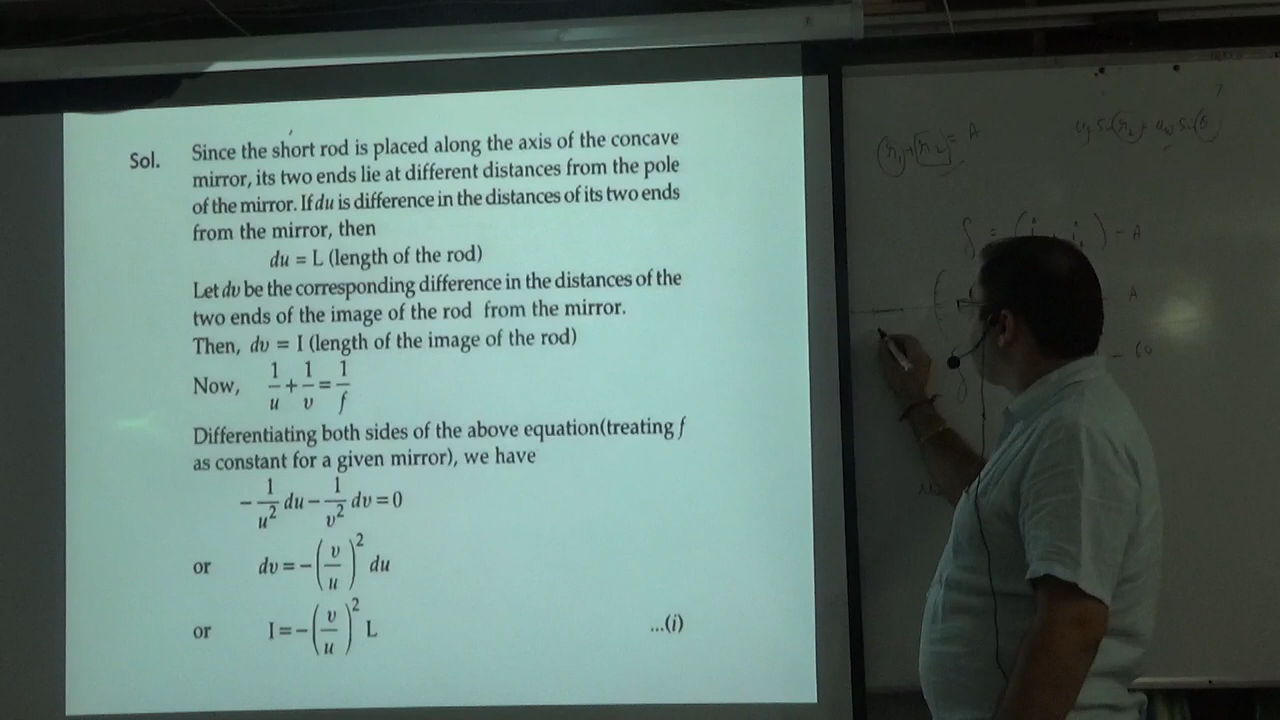 Sol. Since the short rod is placed along the axis of the concave
mirror, its two ends lie at different distances from the pole
of the mirror. If du is difference in the distances of its two ends
from the mirror, then
du = L (length of the rod)
Let dv be the corresponding difference in the distances of the
two ends of the image of the rod from the mirror.
Then, dv = I (length of the image of the rod)
Now, 1/u + 1/v = 1/f
Differentiating both sides of the above equation(treating f
as constant for a given mirror), we have
-1/u² du - 1/v² dv = 0
or dv = -(v/u)² du
or I = -(v/u)² L ...(i)
(r₁)+(r₂) = A
δ = ( ) - A
A
- 60